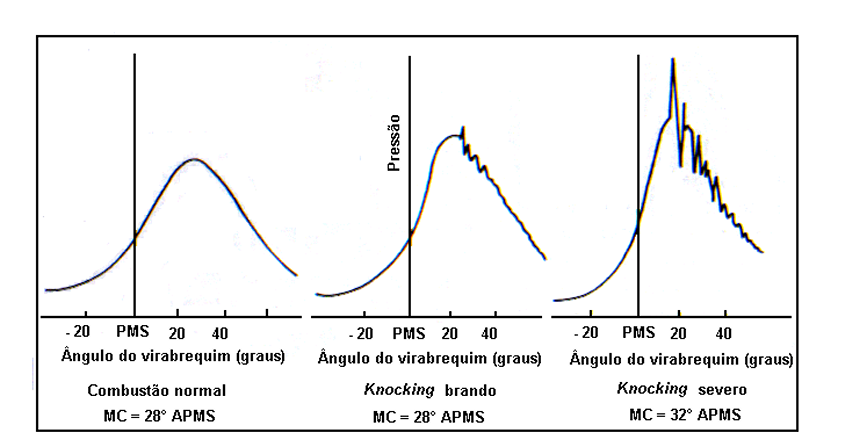 Pressão
- 20 PMS 20 40
Ângulo do virabrequim (graus)
Combustão normal
MC = 28° APMS
- 20 PMS 20 40
Ângulo do virabrequim (graus)
Knocking brando
MC = 28° APMS
- 20 PMS 20 40
Ângulo do virabrequim (graus)
Knocking severo
MC = 32° APMS